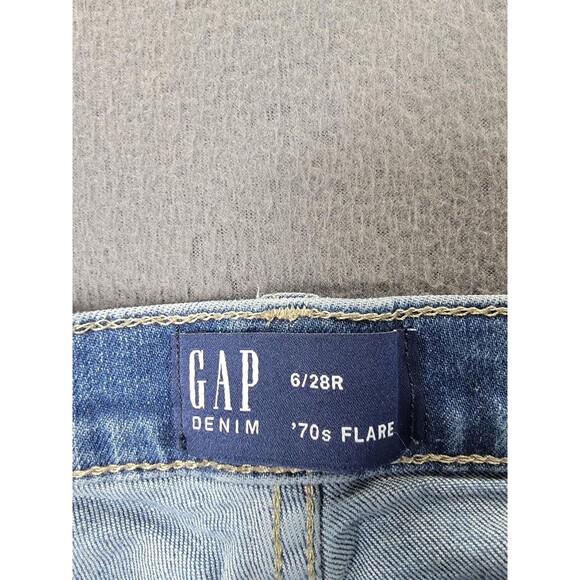 GAP
DENIM
6/28R
'70s FLARE